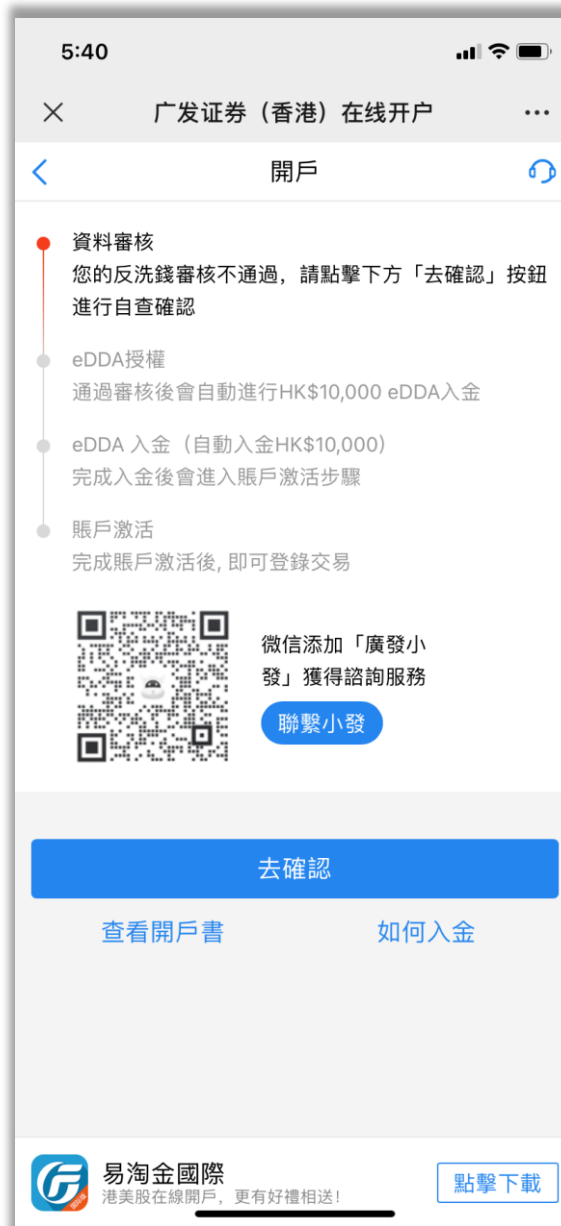 5:40
广发证券（香港）在线开户
開戶
資料審核
您的反洗錢審核不通過，請點擊下方「去確認」按鈕
進行自查確認
eDDA授權
通過審核後會自動進行HK$10,000 eDDA入金
eDDA 入金（自動入金HK$10,000）
完成入金後會進入賬戶激活步驟
賬戶激活
完成賬戶激活後, 即可登錄交易
微信添加「廣發小
發」獲得諮詢服務
聯繫小發
去確認
查看開戶書
如何入金
易淘金國際
港美股在線開戶，更有好禮相送！
點擊下載